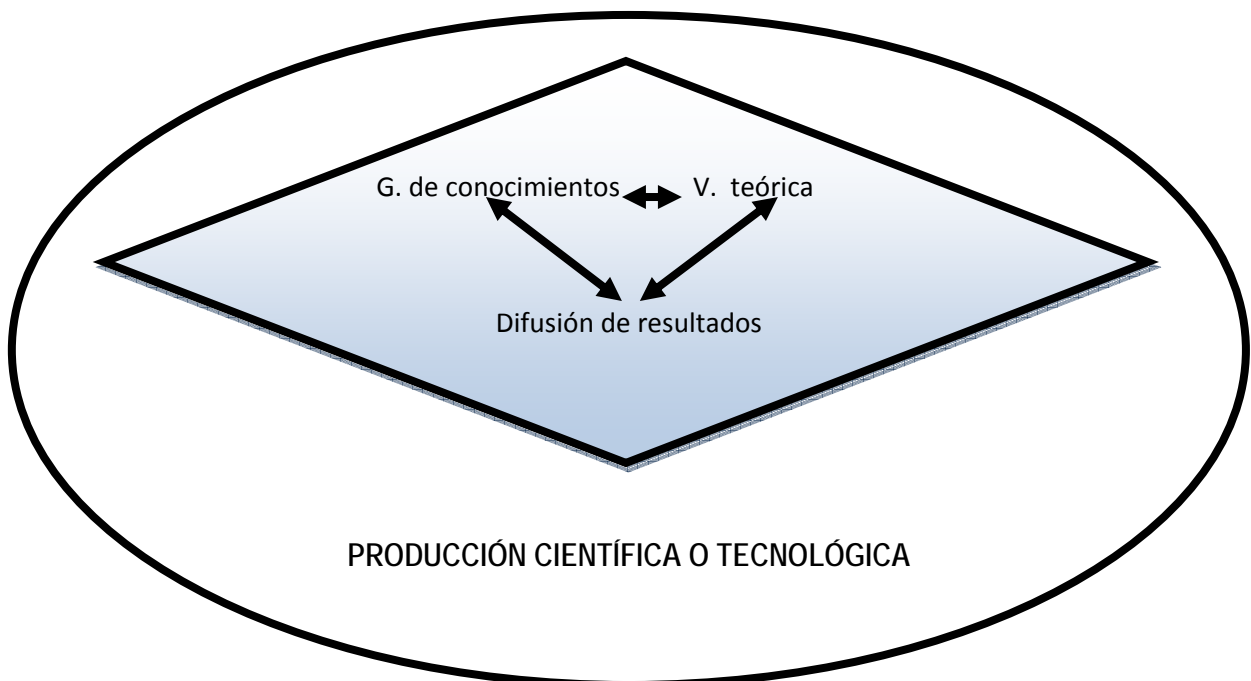 G. de conocimientos V. teórica
Difusión de resultados
PRODUCCIÓN CIENTÍFICA O TECNOLÓGICA